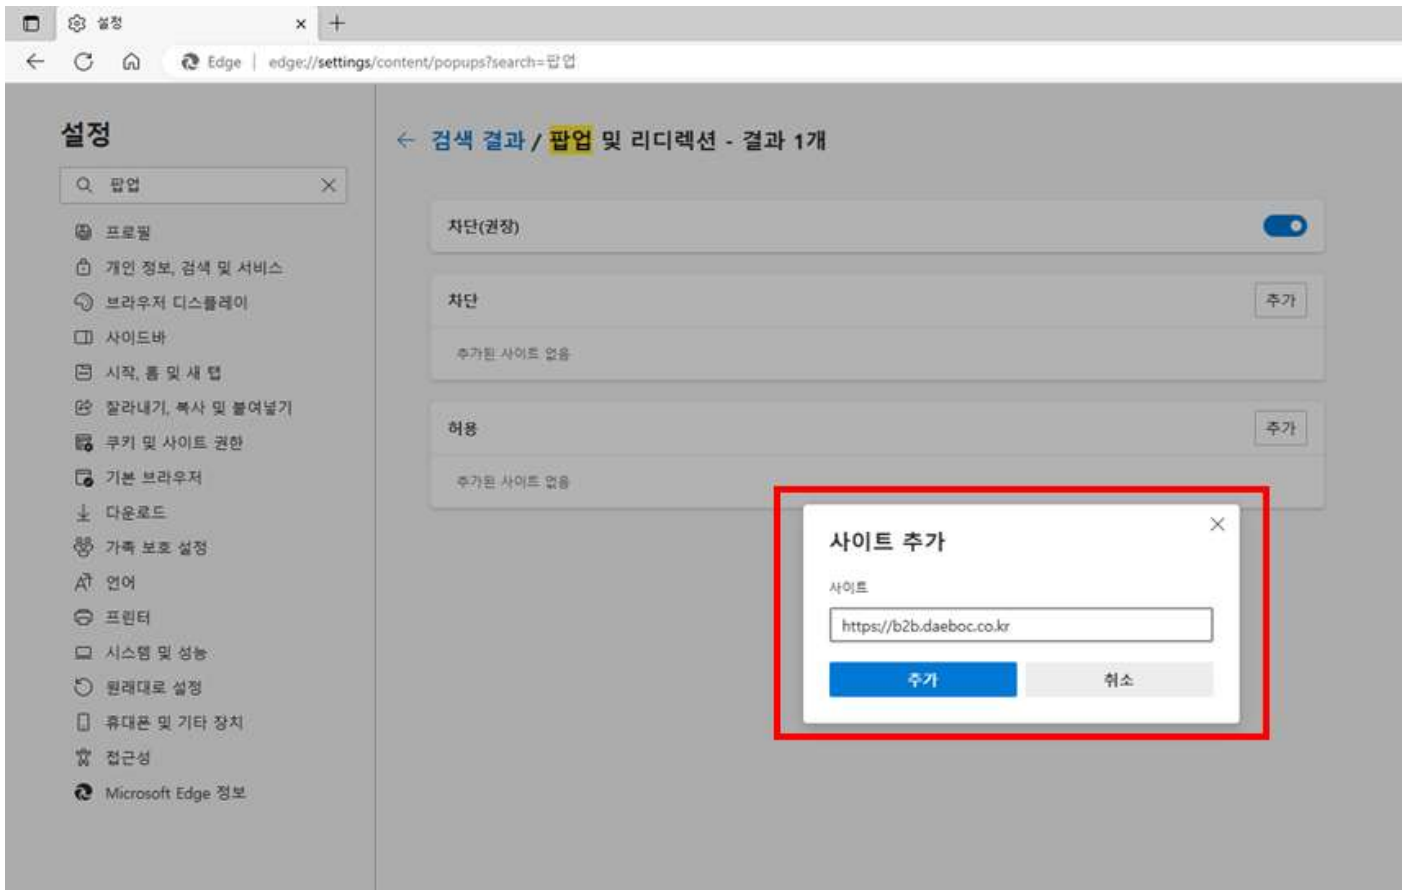 설정
Edge | edge://settings/content/popups?search=팝업
설정
팝업
프로필
개인 정보, 검색 및 서비스
브라우저 디스플레이
사이드바
시작, 홈 및 새 탭
잘라내기, 복사 및 붙여넣기
쿠키 및 사이트 권한
기본 브라우저
다운로드
가족 보호 설정
언어
프린터
시스템 및 성능
원래대로 설정
휴대폰 및 기타 장치
접근성
Microsoft Edge 정보
검색 결과 / 팝업 및 리디렉션 - 결과 1개
차단(권장)
차단 추가
추가된 사이트 없음
허용 추가
추가된 사이트 없음
사이트 추가
사이트
https://b2b.daeboc.co.kr
추가 취소